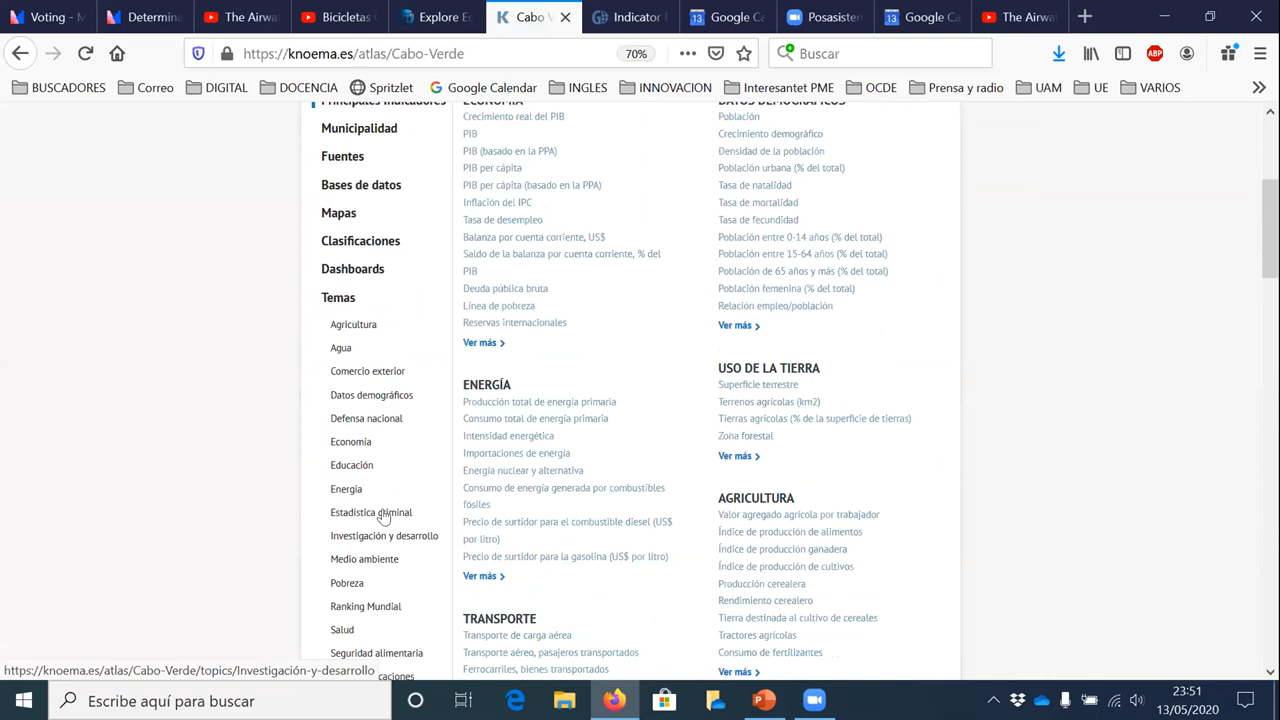 Voting - M
Determina
The Airwa
Bicicletas C
Explore Ec
Cabo V
Indicator
Google Ca
Posasisten
Google Ca
The Airwa
https://knoema.es/atlas/Cabo-Verde
70%
Buscar
BUSCADORES
Correo
DIGITAL
DOCENCIA
Spritzlet
Google Calendar
INGLES
INNOVACION
Interesantet PME
OCDE
Prensa y radio
UAM
UE
VARIOS
Principales indicadores
Municipalidad
Fuentes
Bases de datos
Mapas
Clasificaciones
Dashboards
Temas
Agricultura
Agua
Comercio exterior
Datos demográficos
Defensa nacional
Economía
Educación
Energía
Estadística criminal
Investigación y desarrollo
Medio ambiente
Pobreza
Ranking Mundial
Salud
Seguridad alimentaria
caciones
ECONOMÍA
Crecimiento real del PIB
PIB
PIB (basado en la PPA)
PIB per cápita
PIB per cápita (basado en la PPA)
Inflación del IPC
Tasa de desempleo
Balanza por cuenta corriente, US$
Saldo de la balanza por cuenta corriente, % del
PIB
Deuda pública bruta
Línea de pobreza
Reservas internacionales
Ver más
ENERGÍA
Producción total de energía primaria
Consumo total de energía primaria
Intensidad energética
Importaciones de energía
Energía nuclear y alternativa
Consumo de energía generada por combustibles
fósiles
Precio de surtidor para el combustible diesel (US$
por litro)
Precio de surtidor para la gasolina (US$ por litro)
Ver más
TRANSPORTE
Transporte de carga aérea
Transporte aéreo, pasajeros transportados
Ferrocarriles, bienes transportados
DATOS DEMOGRÁFICOS
Población
Crecimiento demográfico
Densidad de la población
Población urbana (% del total)
Tasa de natalidad
Tasa de mortalidad
Tasa de fecundidad
Población entre 0-14 años (% del total)
Población entre 15-64 años (% del total)
Población de 65 años y más (% del total)
Población femenina (% del total)
Relación empleo/población
Ver más
USO DE LA TIERRA
Superficie terrestre
Terrenos agrícolas (km2)
Tierras agricolas (% de la superficie de tierras)
Zona forestal
Ver más
AGRICULTURA
Valor agregado agrícola por trabajador
Índice de producción de alimentos
Índice de producción ganadera
Índice de producción de cultivos
Producción cerealera
Rendimiento cerealero
Tierra destinada al cultivo de cereales
Tractores agrícolas
Consumo de fertilizantes
Ver más
https://knoema.es/atlas/Cabo-Verde/topics/Investigación-y-desarrollo
Escribe aquí para buscar
23:51
13/05/2020